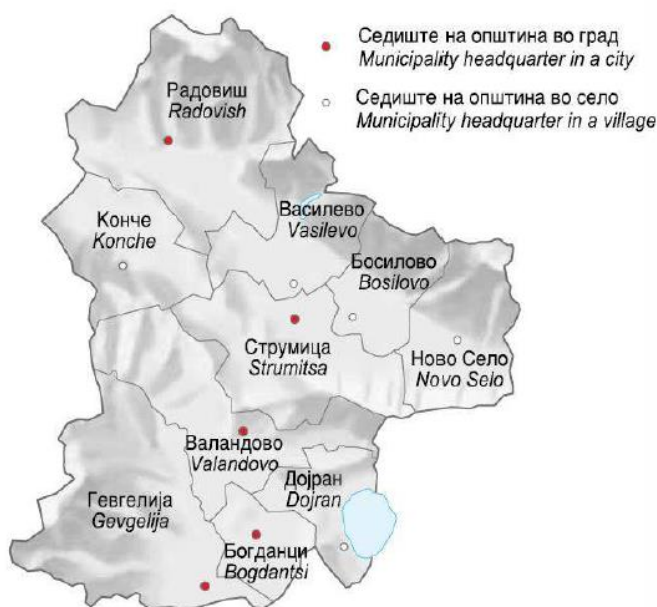 Седиште на општина во град
Municipality headquarter in a city
Седиште на општина во село
Municipality headquarter in a village
Радовиш
Radovish
Василево
Vasilevo
Конче
Konche
Босилово
Bosilovo
Струмица
Strumitsa
Ново Село
Novo Selo
Валандово
Valandovo
Дојран
Dojran
Гевгелија
Gevgelija
Богданци
Bogdantsi